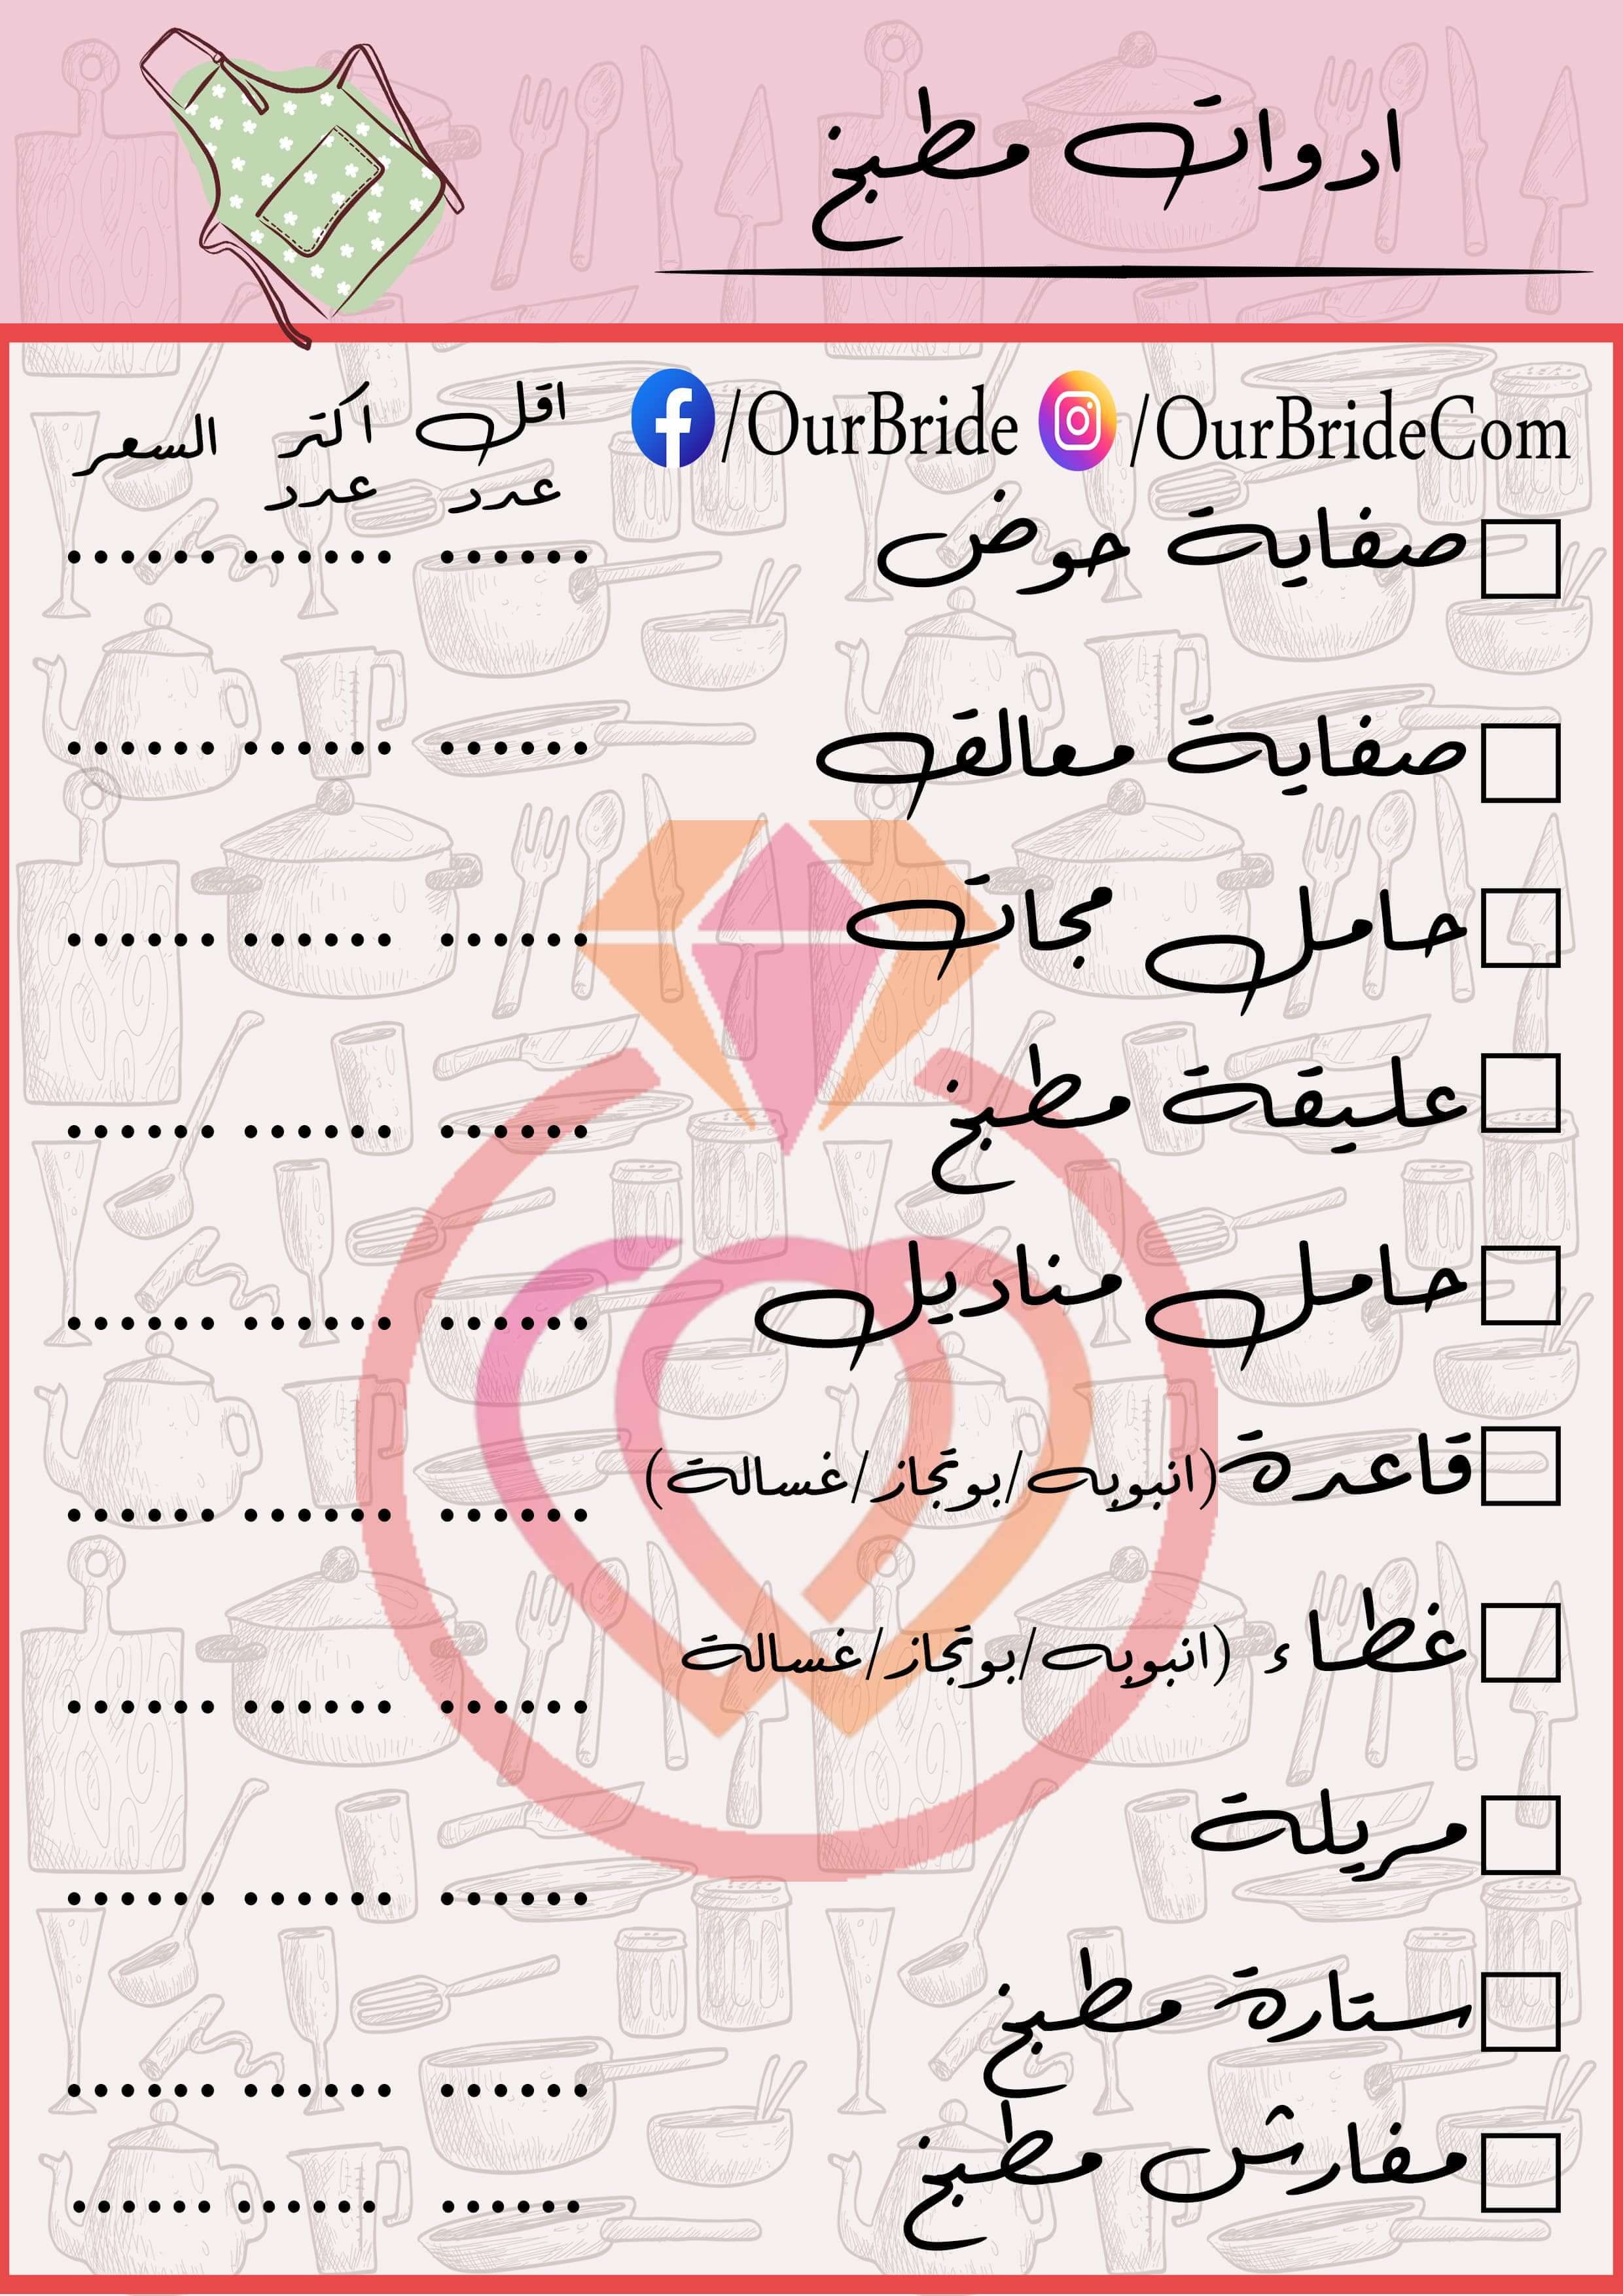 ادوات مطبخ
/OurBride /OurBrideCom
اقل عدد اكتر عدد السعر
صفاية حوض ...... ...... ......
صفاية معالق ...... ...... ......
حامل مجات ...... ...... ......
عليقة مطبخ ...... ...... ......
حامل مناديل ...... ...... ......
قاعدة (انبوبه/بوتجاز/غسالة) ...... ...... ......
غطاء (انبوبه/بوتجاز/غسالة ...... ...... ......
مريلة ...... ...... ......
ستارة مطبخ ...... ...... ......
مفارش مطبخ ...... ...... ......